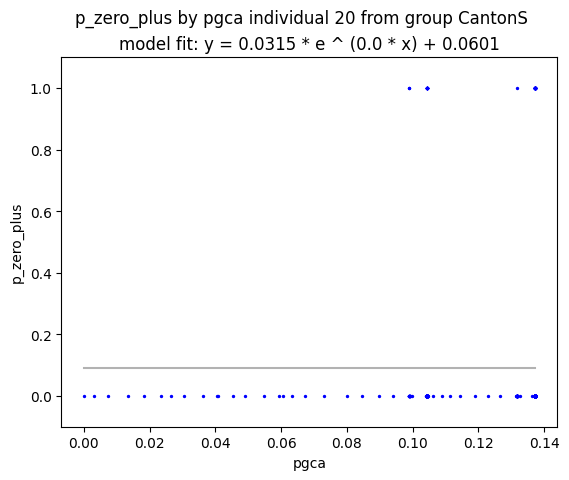 p_zero_plus by pgca individual 20 from group CantonS
model fit: y = 0.0315 * e ^ (0.0 * x) + 0.0601
1.0
0.8
0.6
0.4
0.2
0.0
p_zero_plus
0.00 0.02 0.04 0.06 0.08 0.10 0.12 0.14
pgca